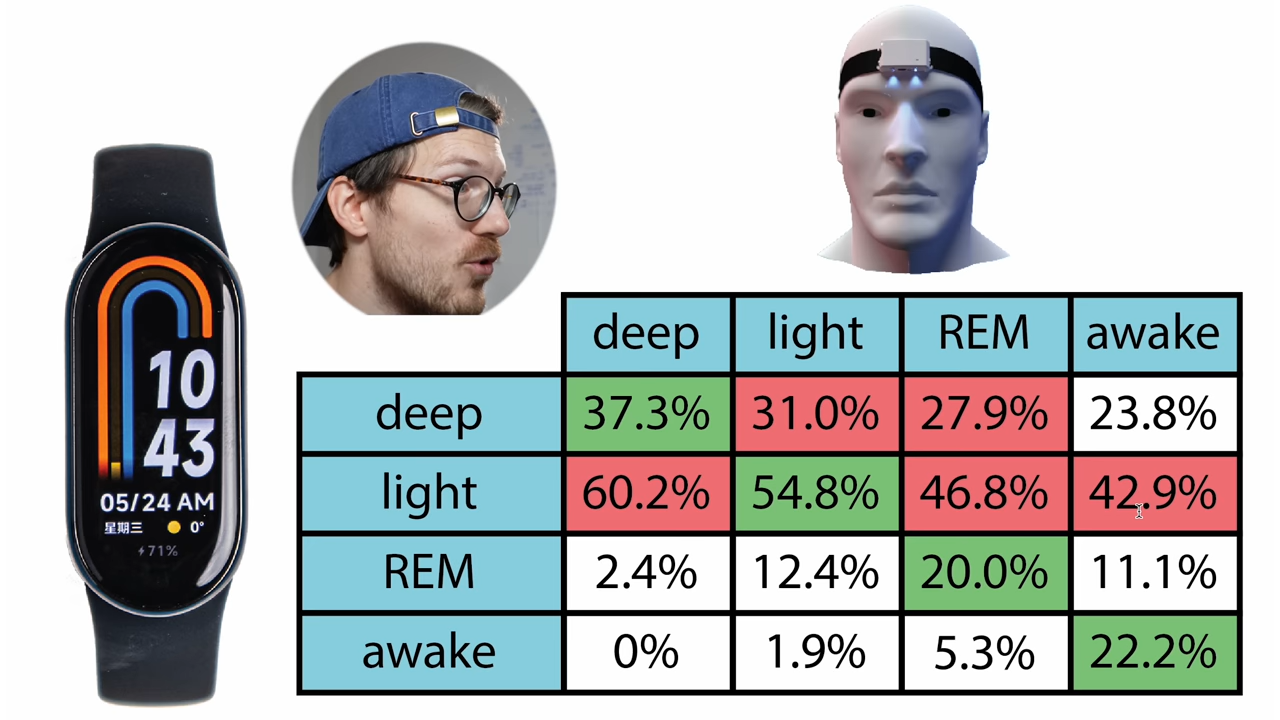 10
43
05/24 AM
星期三 0°
71%
deep light REM awake
deep 37.3% 31.0% 27.9% 23.8%
light 60.2% 54.8% 46.8% 42.9%
REM 2.4% 12.4% 20.0% 11.1%
awake 0% 1.9% 5.3% 22.2%